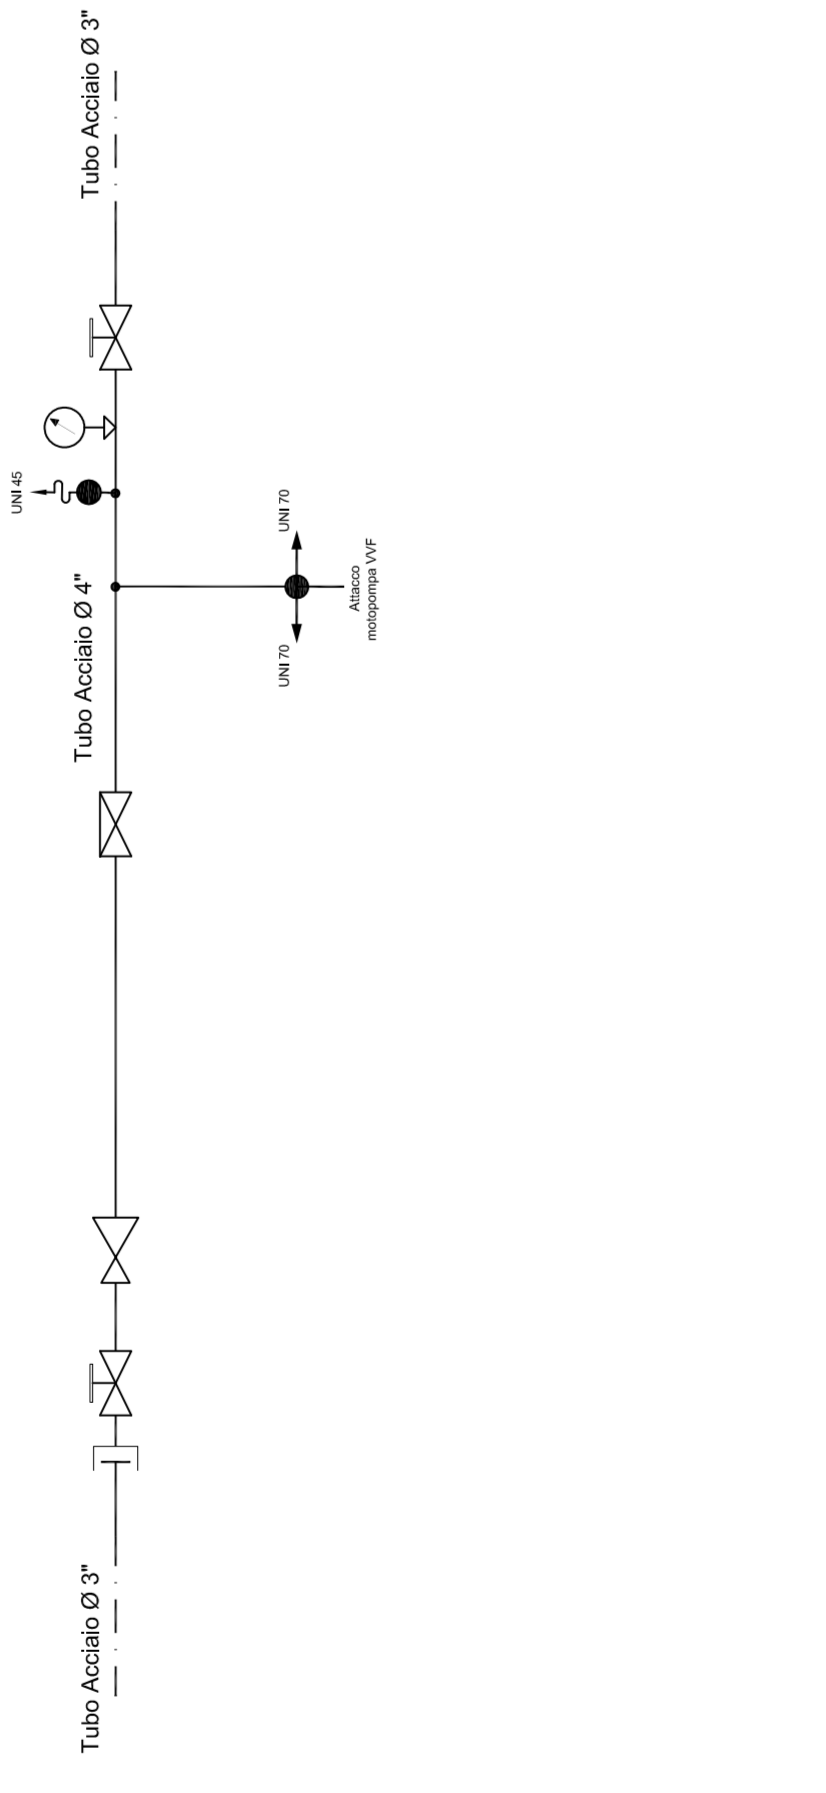 Tubo Acciaio Ø 3"
UNI 45
UNI 70
Tubo Acciaio Ø 4"
Attacco
motopompa VVF
UNI 70
Tubo Acciaio Ø 3"